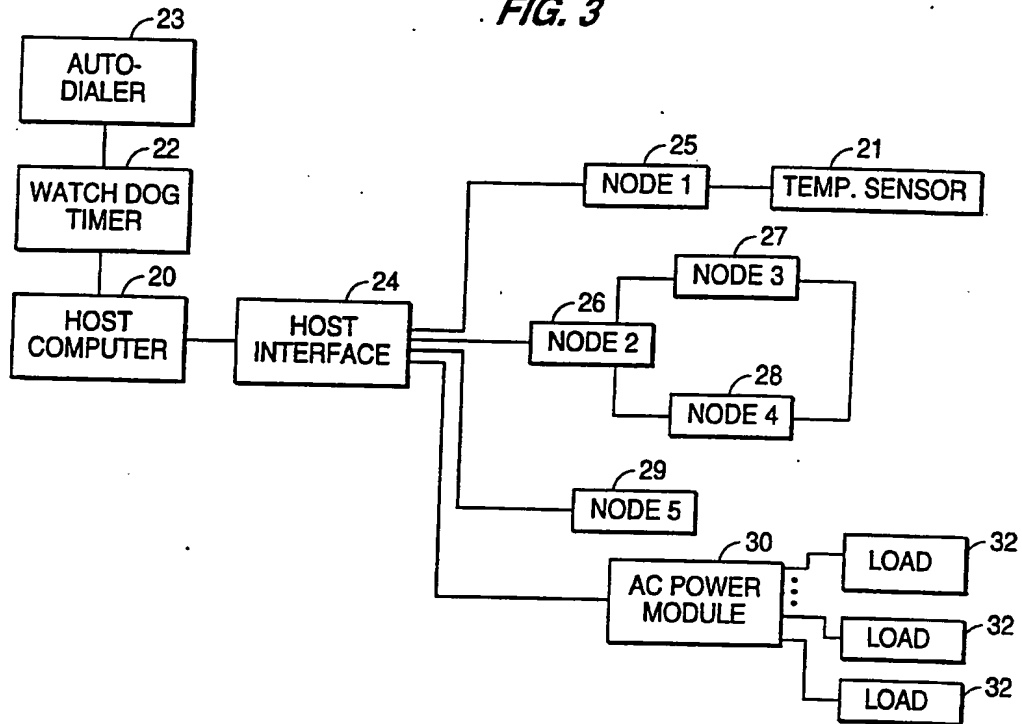 FIG. 3
23
AUTO-
DIALER
22
WATCH DOG
TIMER
20
HOST
COMPUTER
24
HOST
INTERFACE
25
NODE 1
21
TEMP. SENSOR
26
NODE 2
27
NODE 3
28
NODE 4
29
NODE 5
30
AC POWER
MODULE
LOAD
32
LOAD
32
LOAD
32